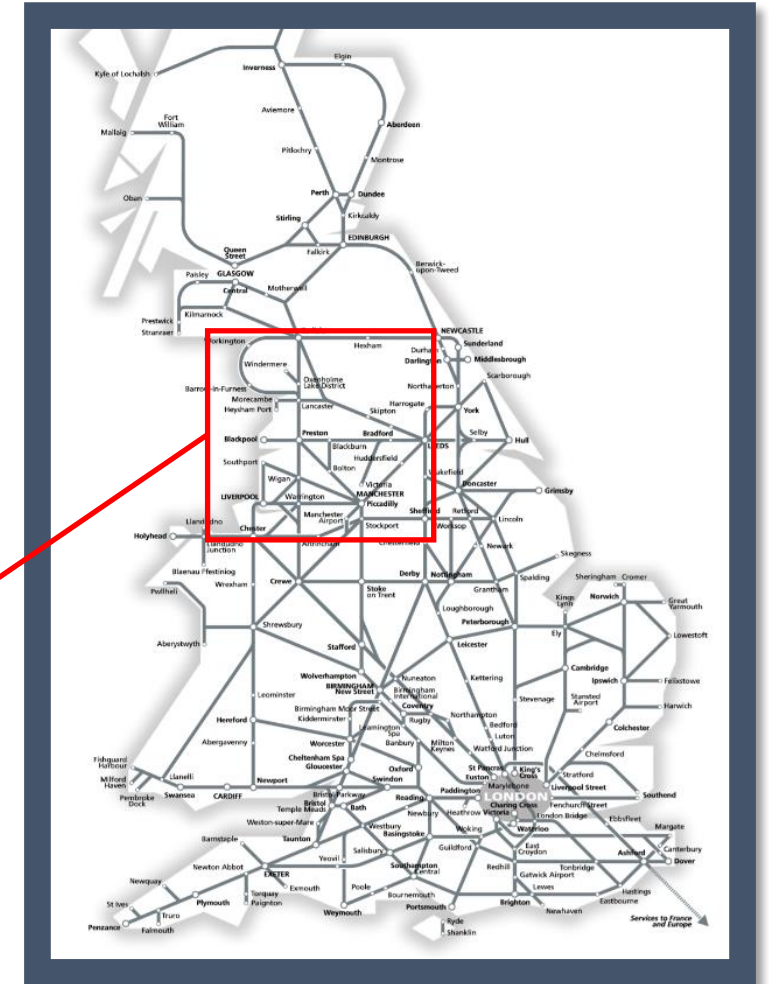 Elgin
Inverness
Kyle of Lochalsh
Aviemore
Fort
William
Mallaig
Aberdeen
Pitlochry
Montrose
Perth
Dundee
Oban
Stirling
Kirkcaldy
EDINBURGH
Queen
Street
Falkirk
Berwick-
upon-Tweed
Paisley
GLASGOW
Central
Motherwell
Kilmarnock
Prestwick
Stranraer
NEWCASTLE
Workington
Hexham
Durham
Sunderland
Darlington
Middlesbrough
Windermere
Scarborough
Oxenholme
Lake District
Barrow-in-Furness
Northallerton
Morecambe
Heysham Port
Lancaster
Harrogate
York
Skipton
Blackpool
Preston
Bradford
Selby
Hull
Blackburn
LEEDS
Southport
Huddersfield
Bolton
Wakefield
Wigan
Victoria
Doncaster
MANCHESTER
Piccadilly
Grimsby
LIVERPOOL
Warrington
Manchester
Airport
Sheffield
Retford
Lincoln
Llandudno
Chester
Stockport
Worksop
Holyhead
Llandudno
Junction
Altrincham
Chesterfield
Newark
Skegness
Blaenau Ffestiniog
Wrexham
Crewe
Derby
Nottingham
Spalding
Sheringham
Cromer
Pwllheli
Stoke
on Trent
Grantham
Kings
Lynn
Norwich
Great
Yarmouth
Loughborough
Peterborough
Shrewsbury
Ely
Lowestoft
Aberystwyth
Stafford
Leicester
Wolverhampton
Nuneaton
Kettering
Cambridge
BIRMINGHAM
New Street
Birmingham
International
Ipswich
Felixstowe
Leominster
Birmingham Moor Street
Coventry
Stevenage
Stansted
Airport
Harwich
Hereford
Kidderminster
Leamington
Spa
Rugby
Northampton
Bedford
Colchester
Abergavenny
Worcester
Banbury
Milton
Keynes
Luton
Watford Junction
Chelmsford
Fishguard
Harbour
Cheltenham Spa
Gloucester
Oxford
St Pancras
King's
Cross
Euston
Stratford
Milford
Haven
Llanelli
Newport
Swindon
Marylebone
Liverpool Street
Pembroke
Dock
Swansea
CARDIFF
Bristol Parkway
Reading
Paddington
LONDON
Southend
Bristol
Temple Meads
Bath
Newbury
Heathrow
Victoria
Charing Cross
Fenchurch Street
London Bridge
Ebbsfleet
Weston-super-Mare
Westbury
Basingstoke
Woking
Waterloo
Margate
Barnstaple
Taunton
Salisbury
Guildford
East
Croydon
Canterbury
Newton Abbot
Yeovil
Southampton
Central
Redhill
Gatwick Airport
Tonbridge
Ashford
Dover
EXETER
Newquay
Exmouth
Poole
Lewes
Hastings
Eastbourne
St Ives
Plymouth
Torquay
Paignton
Bournemouth
Portsmouth
Brighton
Newhaven
Truro
Weymouth
Penzance
Falmouth
Ryde
Shanklin
Services to France
and Europe